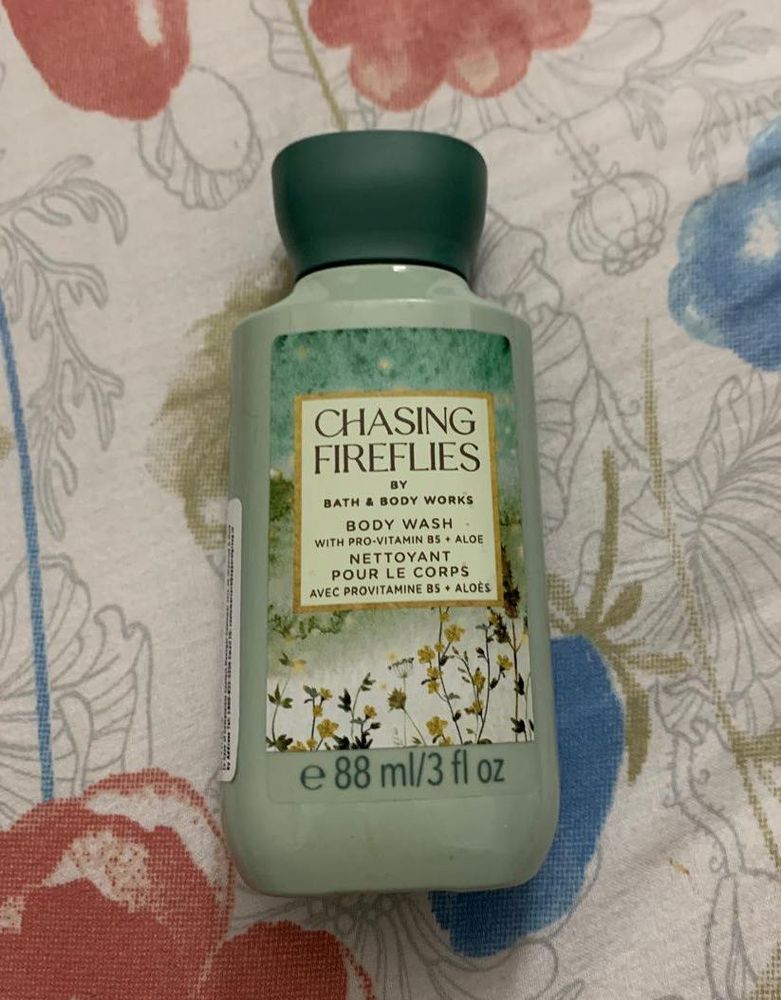 CHASING
FIREFLIES
BY
BATH & BODY WORKS
BODY WASH
WITH PRO-VITAMIN B5 + ALOE
NETTOYANT
POUR LE CORPS
AVEC PROVITAMINE B5 + ALOÈS
℮ 88 ml/3 fl oz